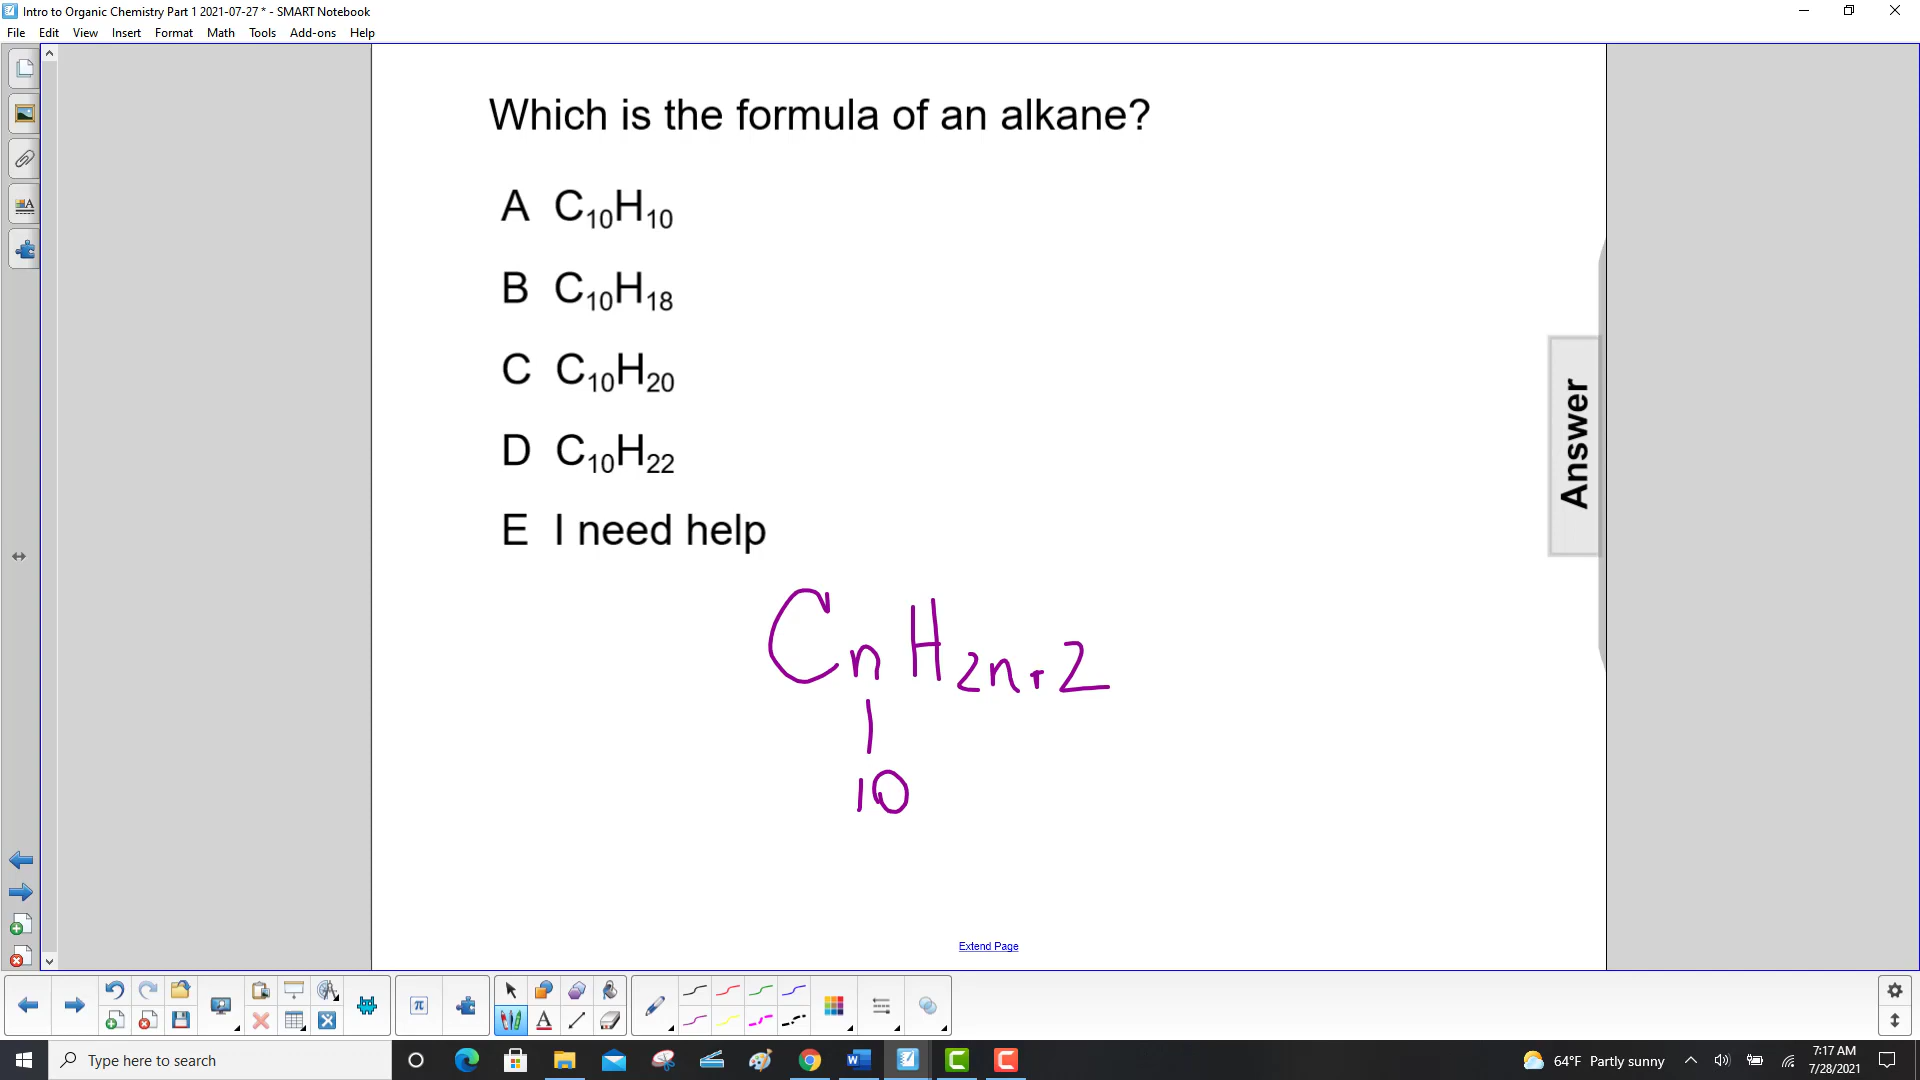 Intro to Organic Chemistry Part 1 2021-07-27 * - SMART Notebook
File Edit View Insert Format Math Tools Add-ons Help
Which is the formula of an alkane?
A C₁₀H₁₀
B C₁₀H₁₈
C C₁₀H₂₀
D C₁₀H₂₂
E I need help
Answer
CₙH₂ₙ₊₂
10
Extend Page
Type here to search
64°F Partly sunny
7:17 AM
7/28/2021